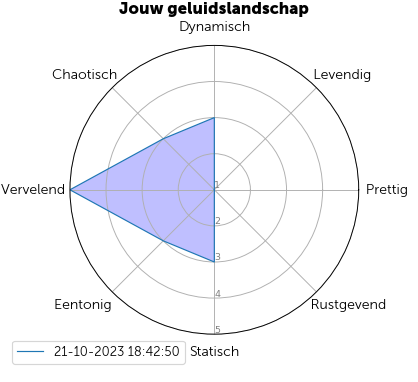 Jouw geluidslandschap
Dynamisch
Chaotisch
Levendig
Vervelend
1
Prettig
2
3
4
Eentonig
Rustgevend
5
21-10-2023 18:42:50
Statisch